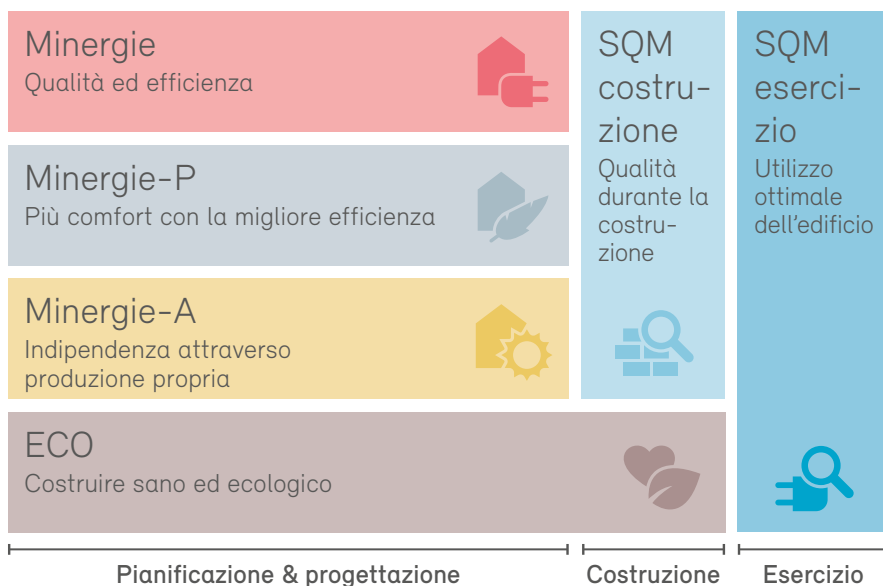 Minergie
Qualità ed efficienza
Minergie-P
Più comfort con la migliore efficienza
Minergie-A
Indipendenza attraverso
produzione propria
ECO
Costruire sano ed ecologico
SQM
costru-
zione
Qualità
durante la
costru-
zione
SQM
eserci-
zio
Utilizzo
ottimale
dell'edificio
Pianificazione & progettazione
Costruzione
Esercizio